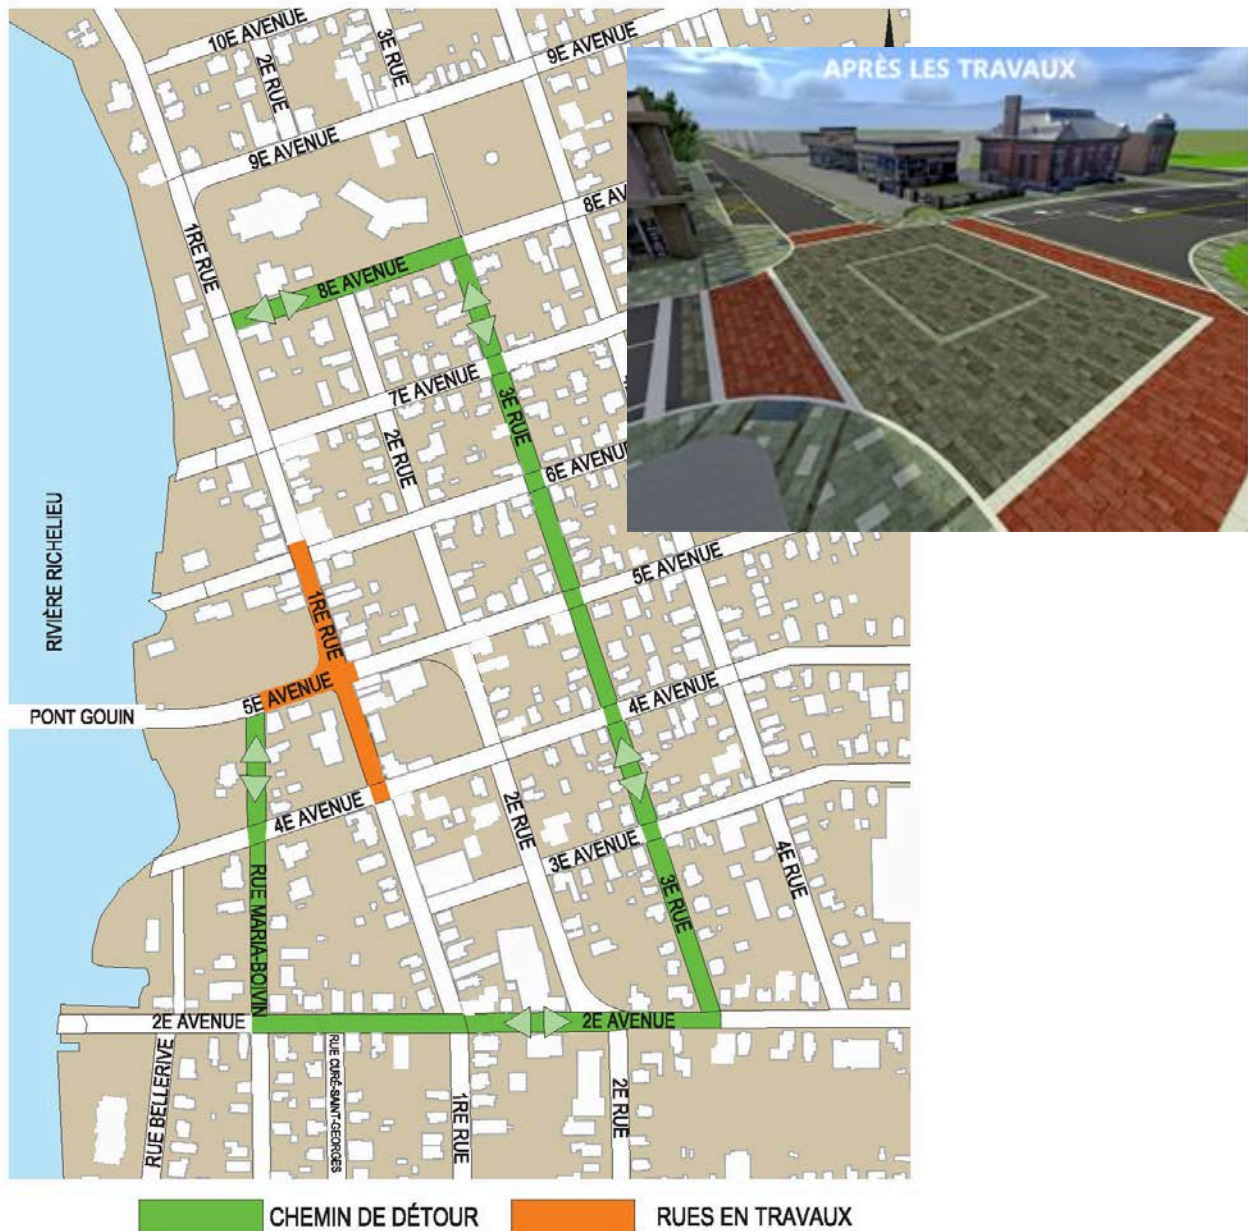 10E AVENUE
3E RUE
9E AVENUE
2E RUE
9E AVENUE
8E AV
1RE RUE
8E AVENUE
7E AVENUE
3E RUE
2E RUE
6E AVENU
RIVIÈRE RICHELIEU
5E AVENUE
1RE RUE
5E AVENUE
PONT GOUIN
4E AVENUE
4E AVENUE
2E RUE
3E AVENUE
4E RUE
3E RUE
RUE MARIA-BOIVIN
2E AVENUE
2E AVENUE
RUE BELLERIVE
RUE CURÉ-SAINT-GEORGES
1RE RUE
2E RUE
APRÈS LES TRAVAUX
CHEMIN DE DÉTOUR
RUES EN TRAVAUX